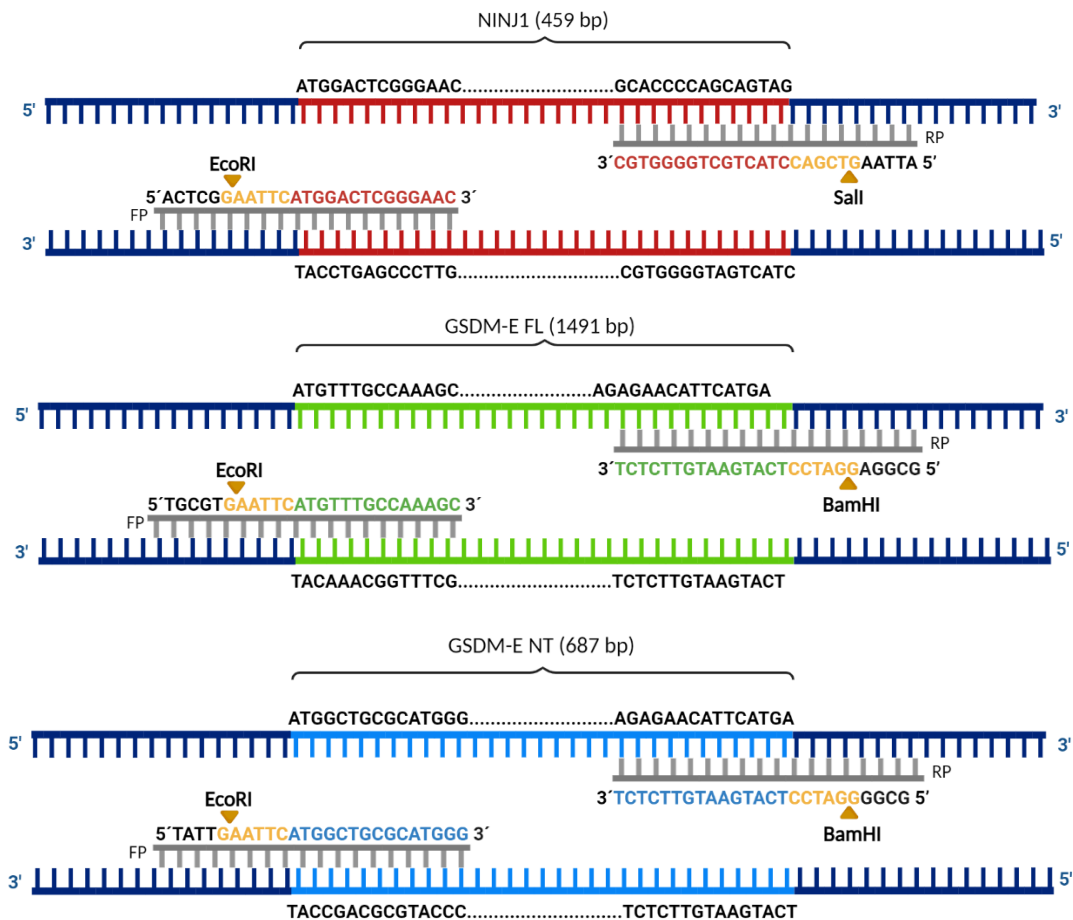 NINJ1 (459 bp)
ATGGACTCGGGAAC............................GCACCCCAGCAGTAG
5' 3'
RP
3´CGTGGGGTCGTCATCCAGCTGAATTA 5’
EcoRI SalI
5´ACTCGGAATTCATGGACTCGGGAAC 3´
FP
3' 5'
TACCTGAGCCCTTG.............................CGTGGGGTAGTCATC
GSDM-E FL (1491 bp)
ATGTTTGCCAAAGC.......................AGAGAACATTCATGA
5' 3'
RP
3´TCTCTTGTAAGTACTCCTAGGAGGCG 5’
EcoRI BamHI
5´TGCGTGAATTCATGTTTGCCAAAGC 3´
FP
3' 5'
TACAAACGGTTTCG...........................TCTCTTGTAAGTACT
GSDM-E NT (687 bp)
ATGGCTGCGCATGGG..........................AGAGAACATTCATGA
5' 3'
RP
3´TCTCTTGTAAGTACTCCTAGGGGCG 5’
EcoRI BamHI
5´TATTGAATTCATGGCTGCGCATGGG 3´
FP
3' 5'
TACCGACGCGTACCC...........................TCTCTTGTAAGTACT